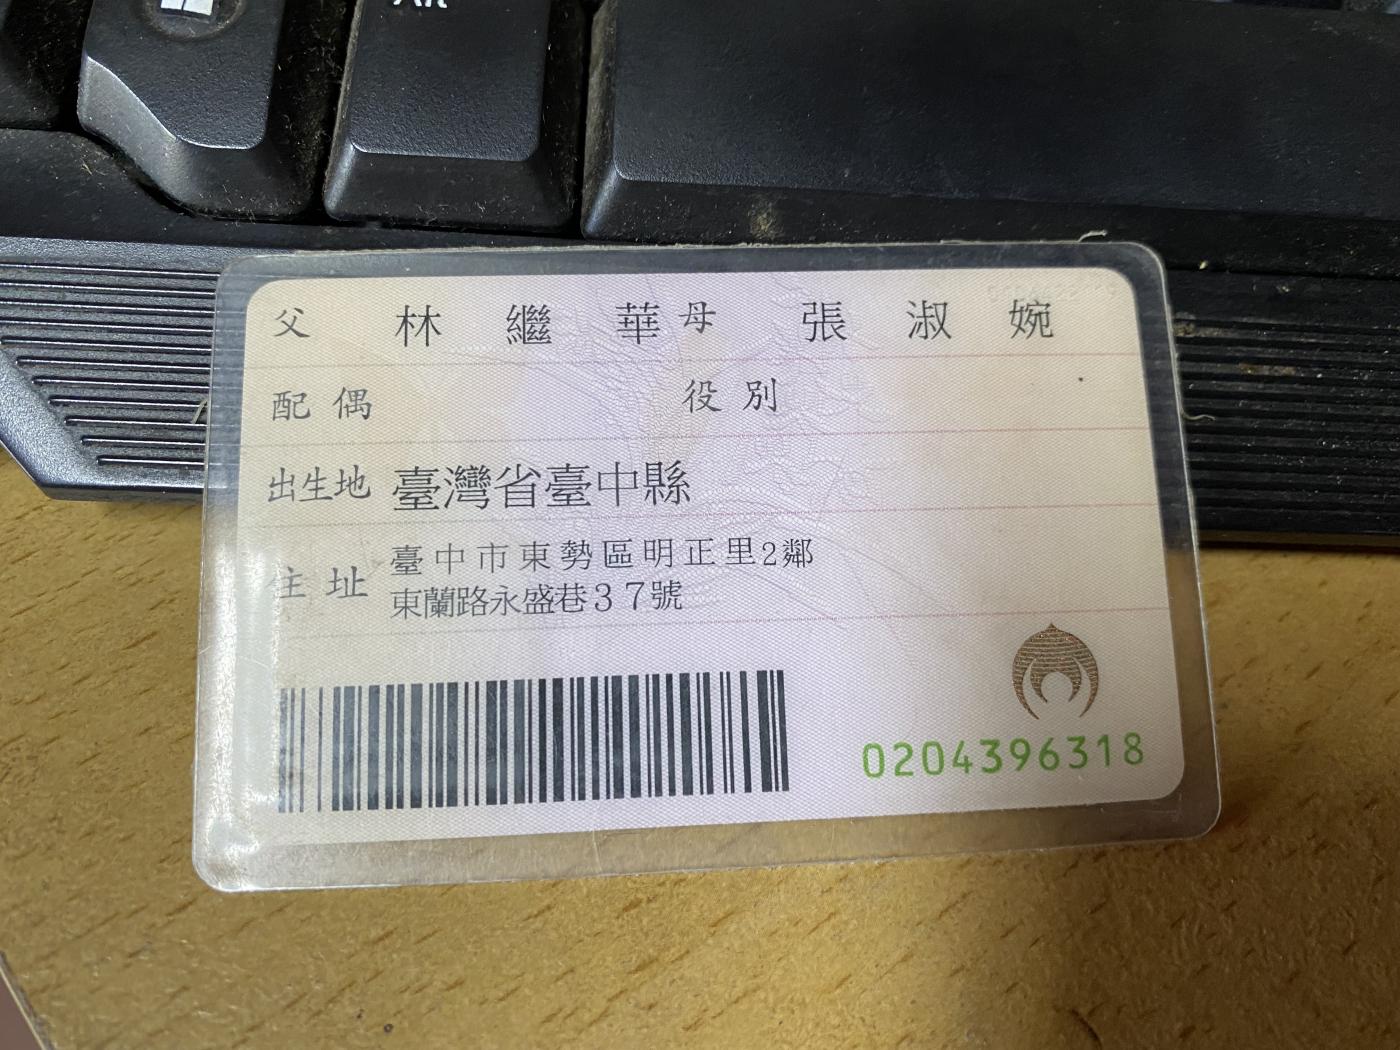 Alt
父 林繼華 母 張淑婉
配偶 役別
出生地 臺灣省臺中縣
住址 臺中市東勢區明正里2鄰
東蘭路永盛巷37號
0204396318